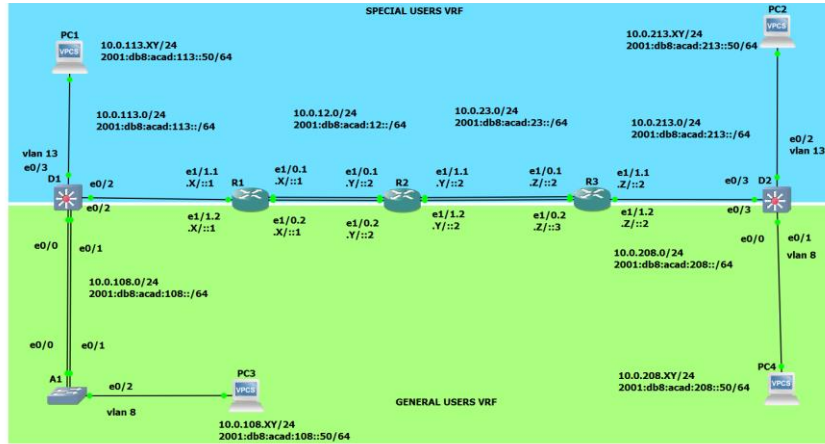 SPECIAL USERS VRF
PC1
VPCS
10.0.113.XY/24
2001:db8:acad:113::50/64
PC2
VPCS
10.0.213.XY/24
2001:db8:acad:213::50/64
10.0.113.0/24
2001:db8:acad:113::/64
10.0.12.0/24
2001:db8:acad:12::/64
10.0.23.0/24
2001:db8:acad:23::/64
10.0.213.0/24
2001:db8:acad:213::/64
e0/2
vlan 13
vlan 13
e0/3
D1
e0/2
e0/2
e1/1.1
.X/::1
R1
e1/0.1
.X/::1
e1/0.1
.Y/::2
R2
e1/1.1
.Y/::2
e1/0.1
.Z/::2
R3
e1/1.1
.Z/::2
e0/3
D2
e0/3
e1/1.2
.X/::1
e1/0.2
.X/::1
e1/0.2
.Y/::2
e1/1.2
.Y/::2
e1/0.2
.Z/::3
e1/1.2
.Z/::2
e0/0
e0/1
e0/0
e0/1
vlan 8
10.0.108.0/24
2001:db8:acad:108::/64
10.0.208.0/24
2001:db8:acad:208::/64
e0/0
e0/1
A1
e0/2
vlan 8
PC3
VPCS
10.0.108.XY/24
2001:db8:acad:108::50/64
PC4
VPCS
10.0.208.XY/24
2001:db8:acad:208::50/64
GENERAL USERS VRF